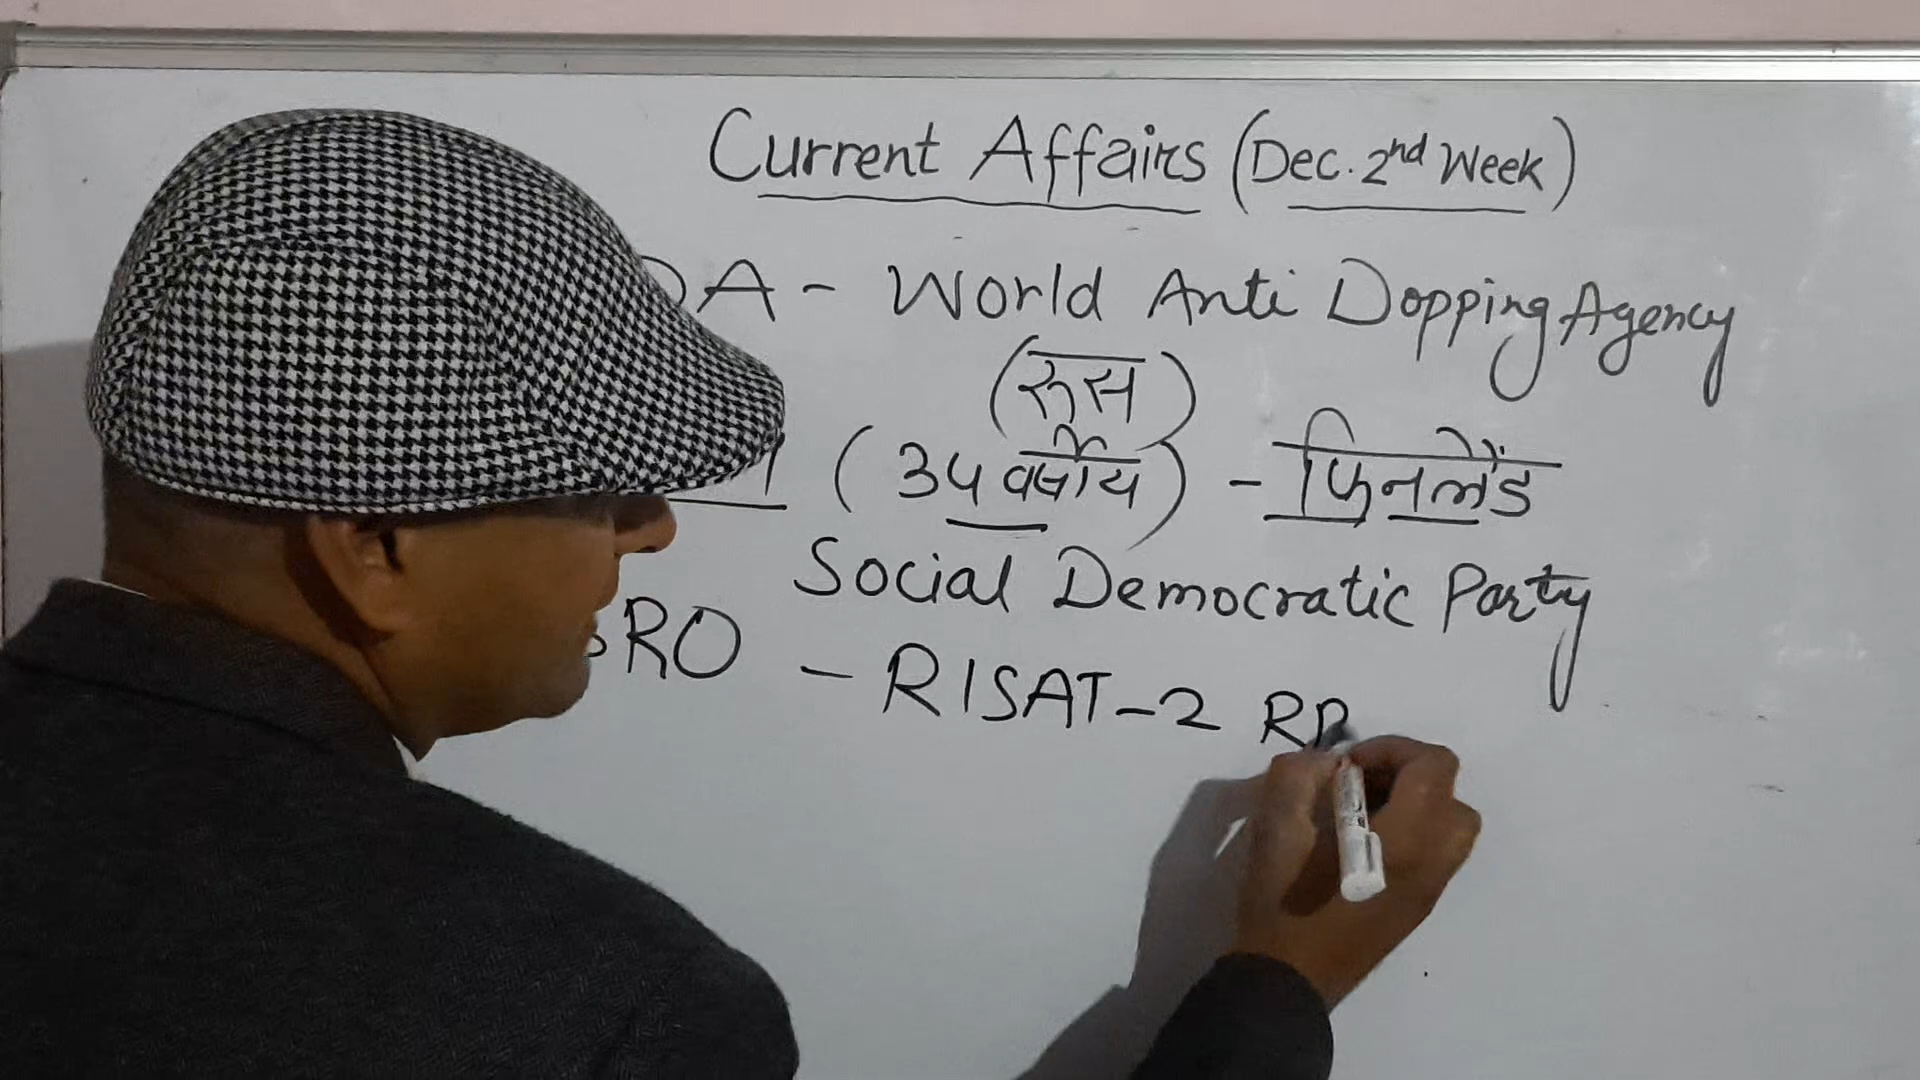 Current Affairs (Dec. 2nd Week)
DA - World Anti Dopping Agency
(रूस)
(34 वर्षीय) - फिनलैंड
Social Democratic Party
SRO - RISAT-2 RB